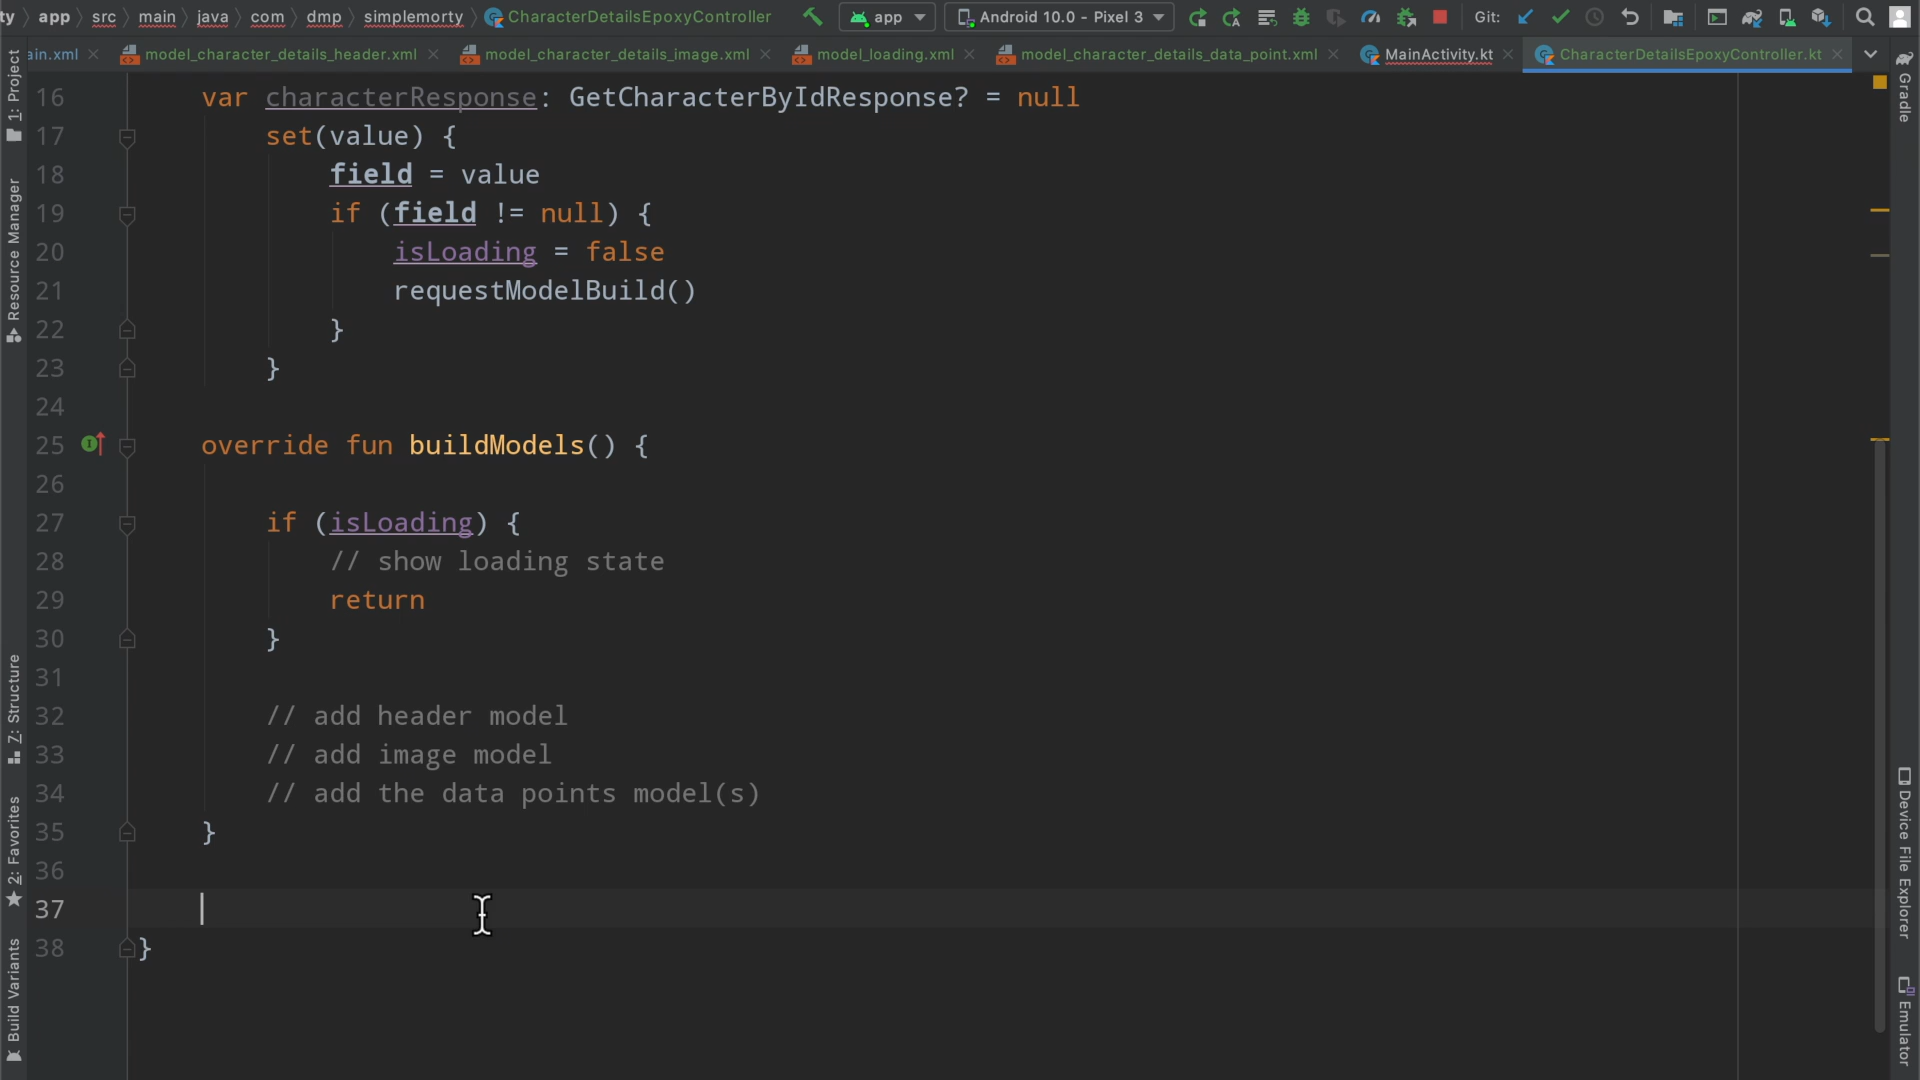 ty app src main java com dmp simplemorty CharacterDetailsEpoxyController app Android 10.0 - Pixel 3 Git:
ain.xml model_character_details_header.xml model_character_details_image.xml model_loading.xml model_character_details_data_point.xml MainActivity.kt CharacterDetailsEpoxyController.kt
1: Project
Resource Manager
Z: Structure
2: Favorites
Build Variants
16 var characterResponse: GetCharacterByIdResponse? = null
17 set(value) {
18 field = value
19 if (field != null) {
20 isLoading = false
21 requestModelBuild()
22 }
23 }
24
25 override fun buildModels() {
26
27 if (isLoading) {
28 // show loading state
29 return
30 }
31
32 // add header model
33 // add image model
34 // add the data points model(s)
35 }
36
37
38 }
Gradle
Device File Explorer
Emulator